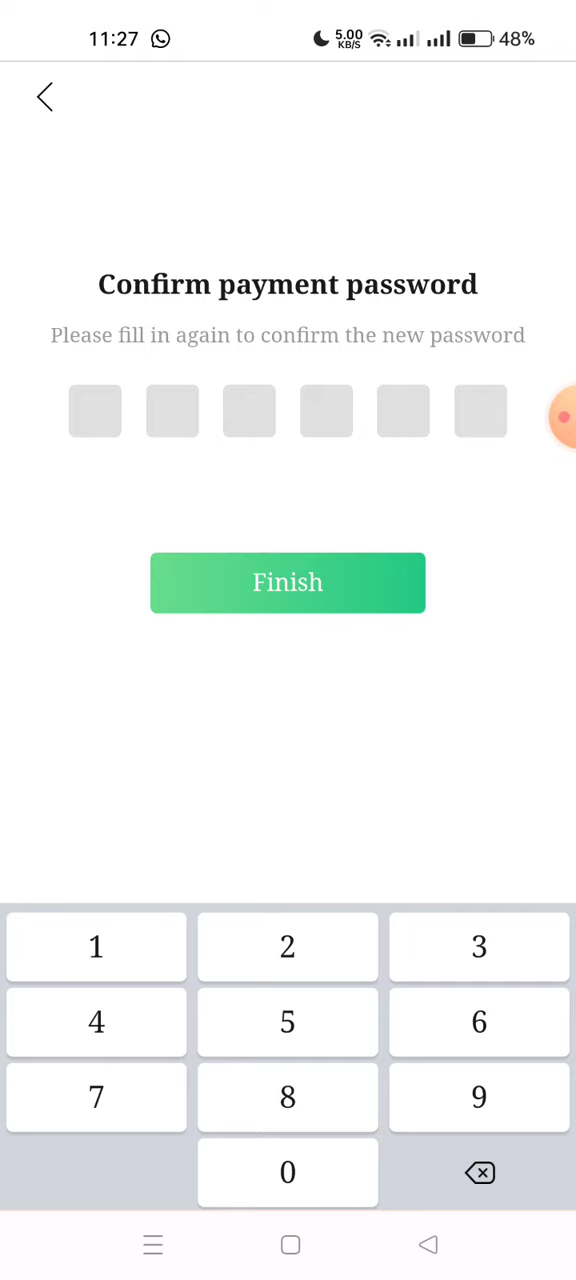 11:27
5.00
KB/S
48%
Confirm payment password
Please fill in again to confirm the new password
Finish
1 2 3
4 5 6
7 8 9
0